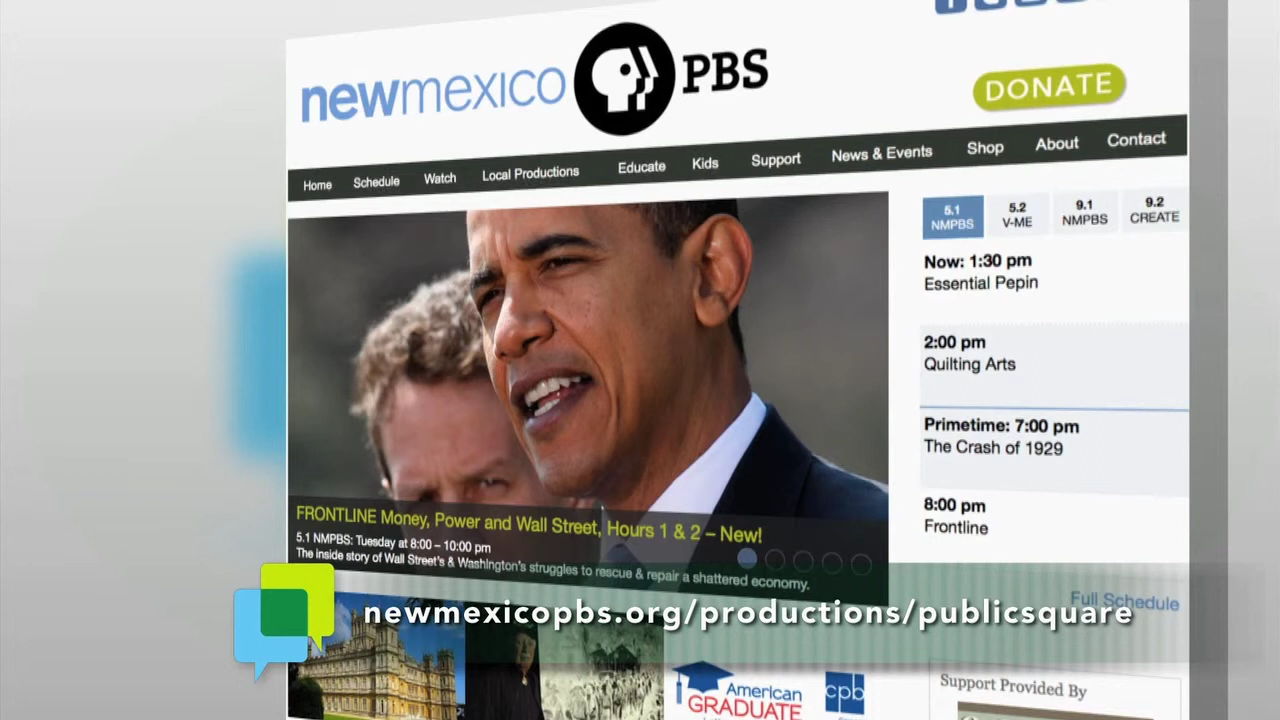 newmexico PBS
DONATE
Home Schedule Watch Local Productions Educate Kids Support News & Events Shop About Contact
5.1 NMPBS
5.2 V-ME
9.1 NMPBS
9.2 CREATE
Now: 1:30 pm
Essential Pepin
2:00 pm
Quilting Arts
Primetime: 7:00 pm
The Crash of 1929
8:00 pm
Frontline
Full Schedule
FRONTLINE Money, Power and Wall Street, Hours 1 & 2 – New!
5.1 NMPBS: Tuesday at 8:00 – 10:00 pm
The inside story of Wall Street's & Washington's struggles to rescue & repair a shattered economy.
newmexicopbs.org/productions/publicsquare
American
GRADUATE
cpb
Support Provided By